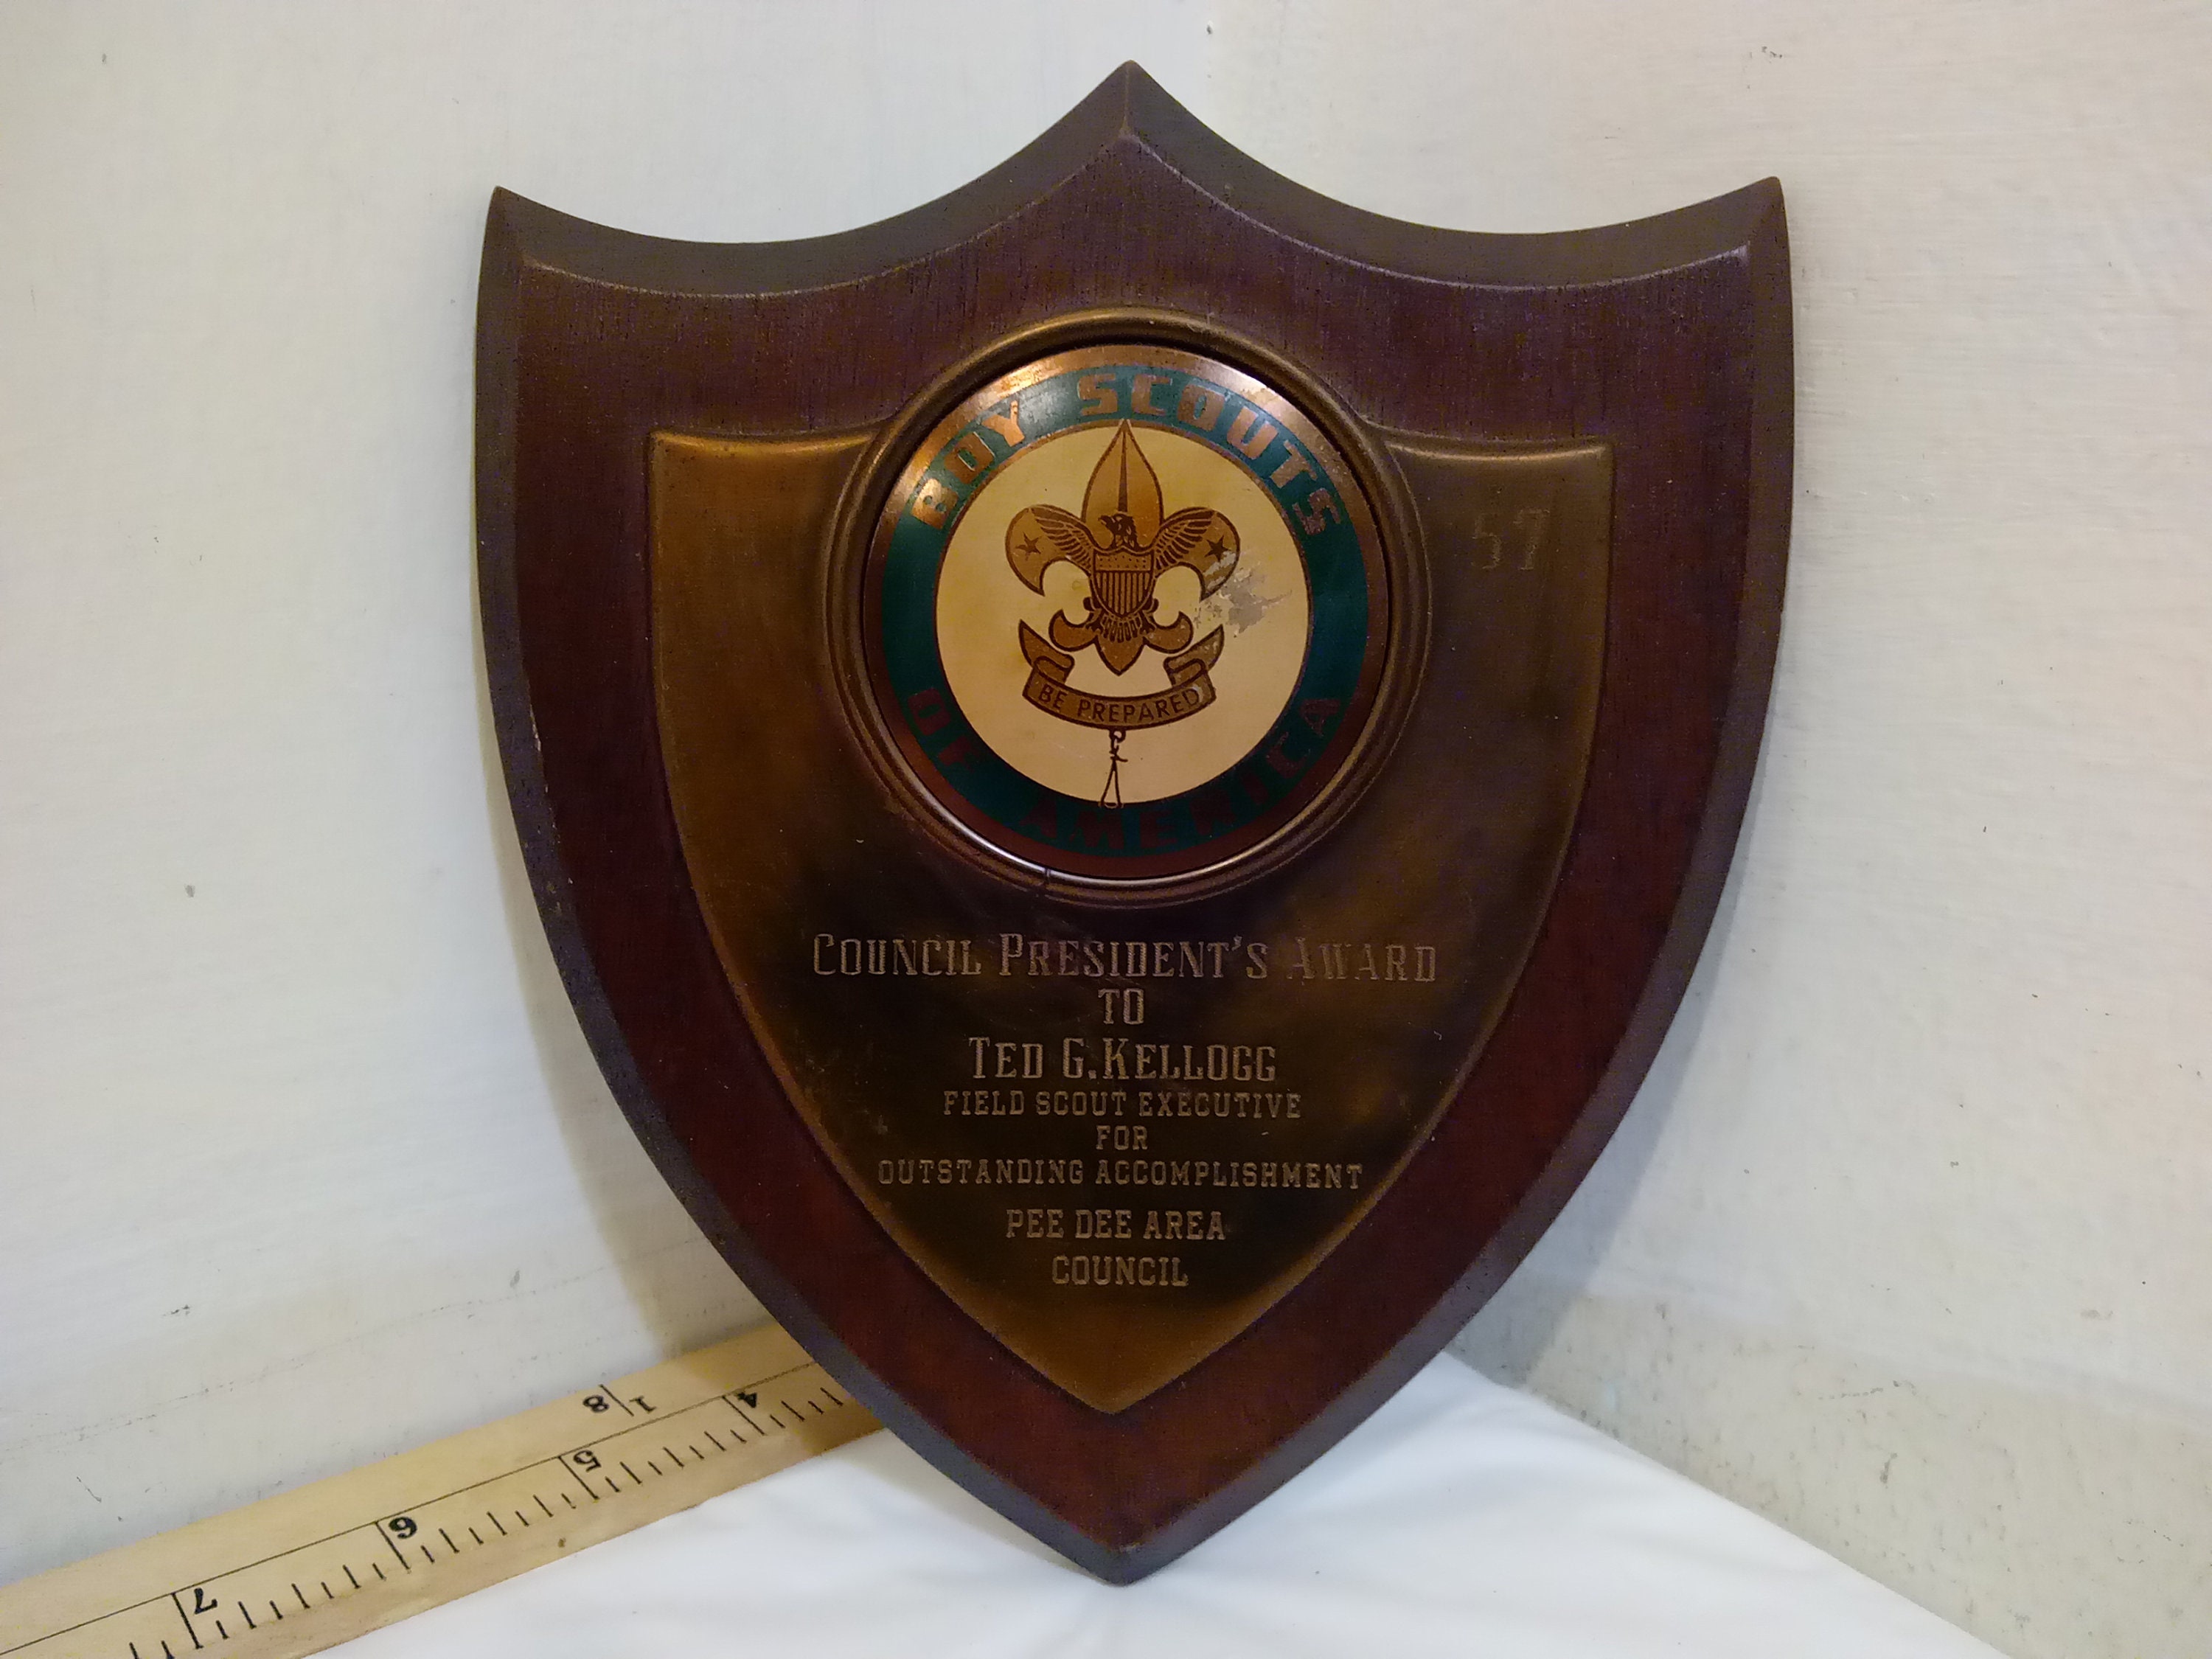 BOY SCOUTS
OF AMERICA
BE PREPARED
57
COUNCIL PRESIDENT'S AWARD
TO
TED G. KELLOGG
FIELD SCOUT EXECUTIVE
FOR
OUTSTANDING ACCOMPLISHMENT
PEE DEE AREA
COUNCIL
1
8
4
5
6
7